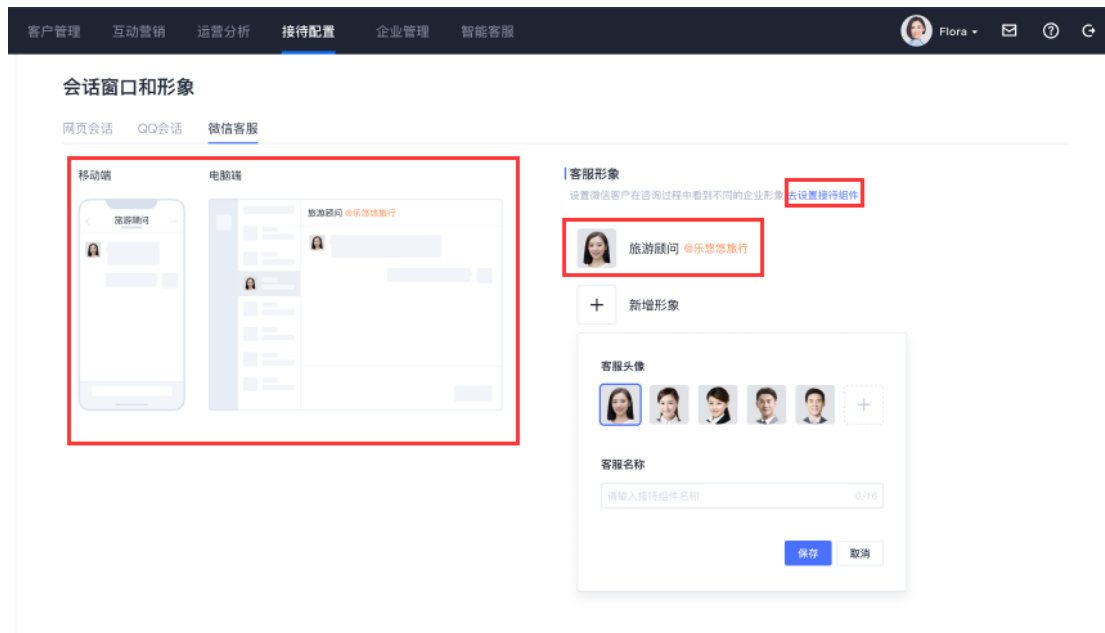 客户管理 互动营销 运营分析 接待配置 企业管理 智能客服 Flora
会话窗口和形象
网页会话 QQ会话 微信客服
移动端 电脑端
旅游顾问
旅游顾问 @乐悠悠旅行
客服形象
设置微信客户在咨询过程中看到不同的企业形象 去设置接待组件
旅游顾问 @乐悠悠旅行
新增形象
客服头像
客服名称
请输入接待组件名称 0/16
保存 取消